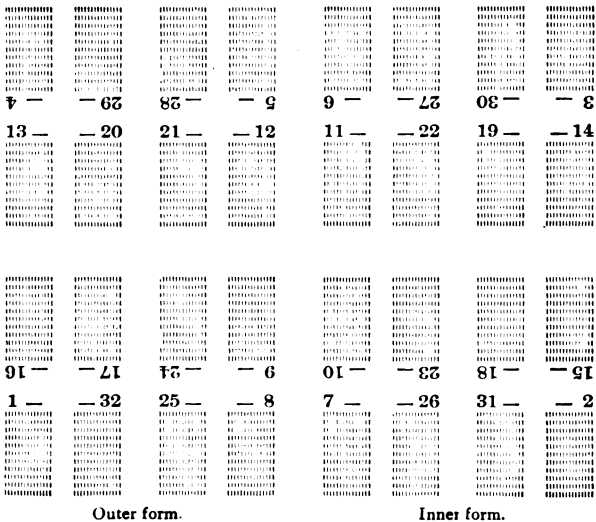 4 — — 29 28 — — 5 6 — — 27 30 — — 3
13 — — 20 21 — — 12 11 — — 22 19 — — 14
16 — — 17 24 — — 9 10 — — 23 18 — — 15
1 — — 32 25 — — 8 7 — — 26 31 — — 2
Outer form. Inner form.